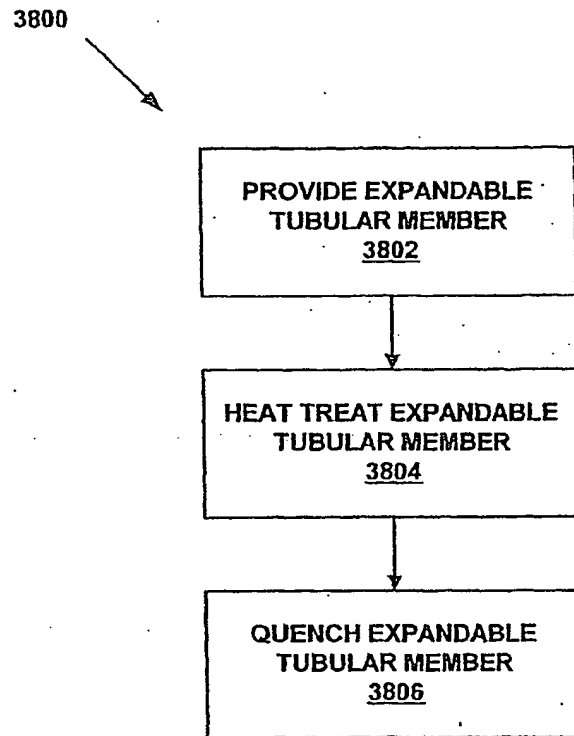 3800
PROVIDE EXPANDABLE
TUBULAR MEMBER
3802
HEAT TREAT EXPANDABLE
TUBULAR MEMBER
3804
QUENCH EXPANDABLE
TUBULAR MEMBER
3806